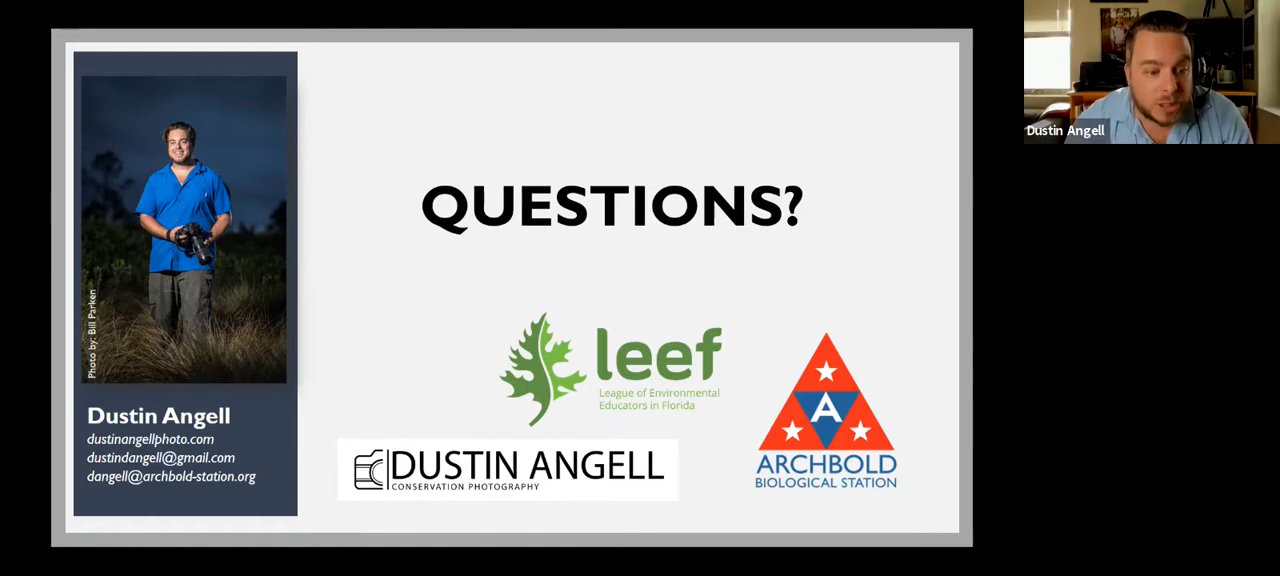 Photo by: Bill Parken
Dustin Angell
dustinangellphoto.com
dustindangell@gmail.com
dangell@archbold-station.org
QUESTIONS?
leef
League of Environmental
Educators in Florida
DUSTIN ANGELL
CONSERVATION PHOTOGRAPHY
A
ARCHBOLD
BIOLOGICAL STATION
Dustin Angell